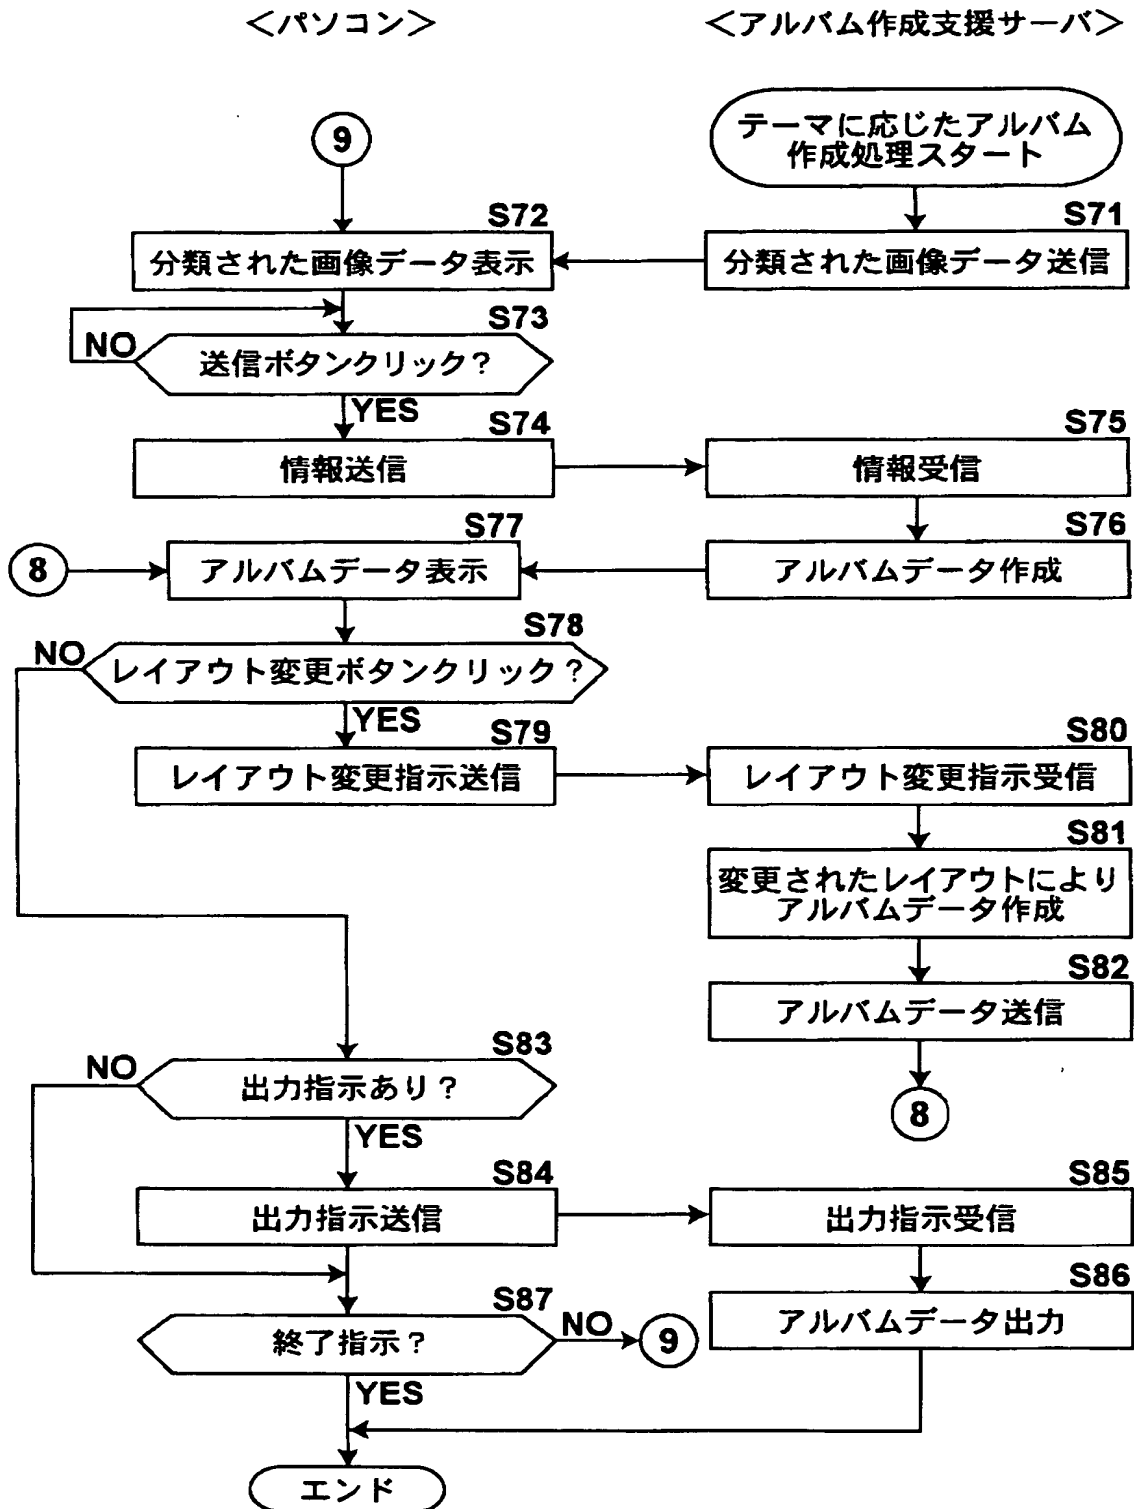 ＜パソコン＞
＜アルバム作成支援サーバ＞
テーマに応じたアルバム
作成処理スタート
9
S71
分類された画像データ送信
S72
分類された画像データ表示
S73
NO
送信ボタンクリック？
YES
S74
情報送信
S75
情報受信
S76
アルバムデータ作成
S77
8
アルバムデータ表示
S78
NO
レイアウト変更ボタンクリック？
YES
S79
レイアウト変更指示送信
S80
レイアウト変更指示受信
S81
変更されたレイアウトにより
アルバムデータ作成
S82
アルバムデータ送信
8
S83
NO
出力指示あり？
YES
S84
出力指示送信
S85
出力指示受信
S86
アルバムデータ出力
S87
終了指示？
NO
9
YES
エンド